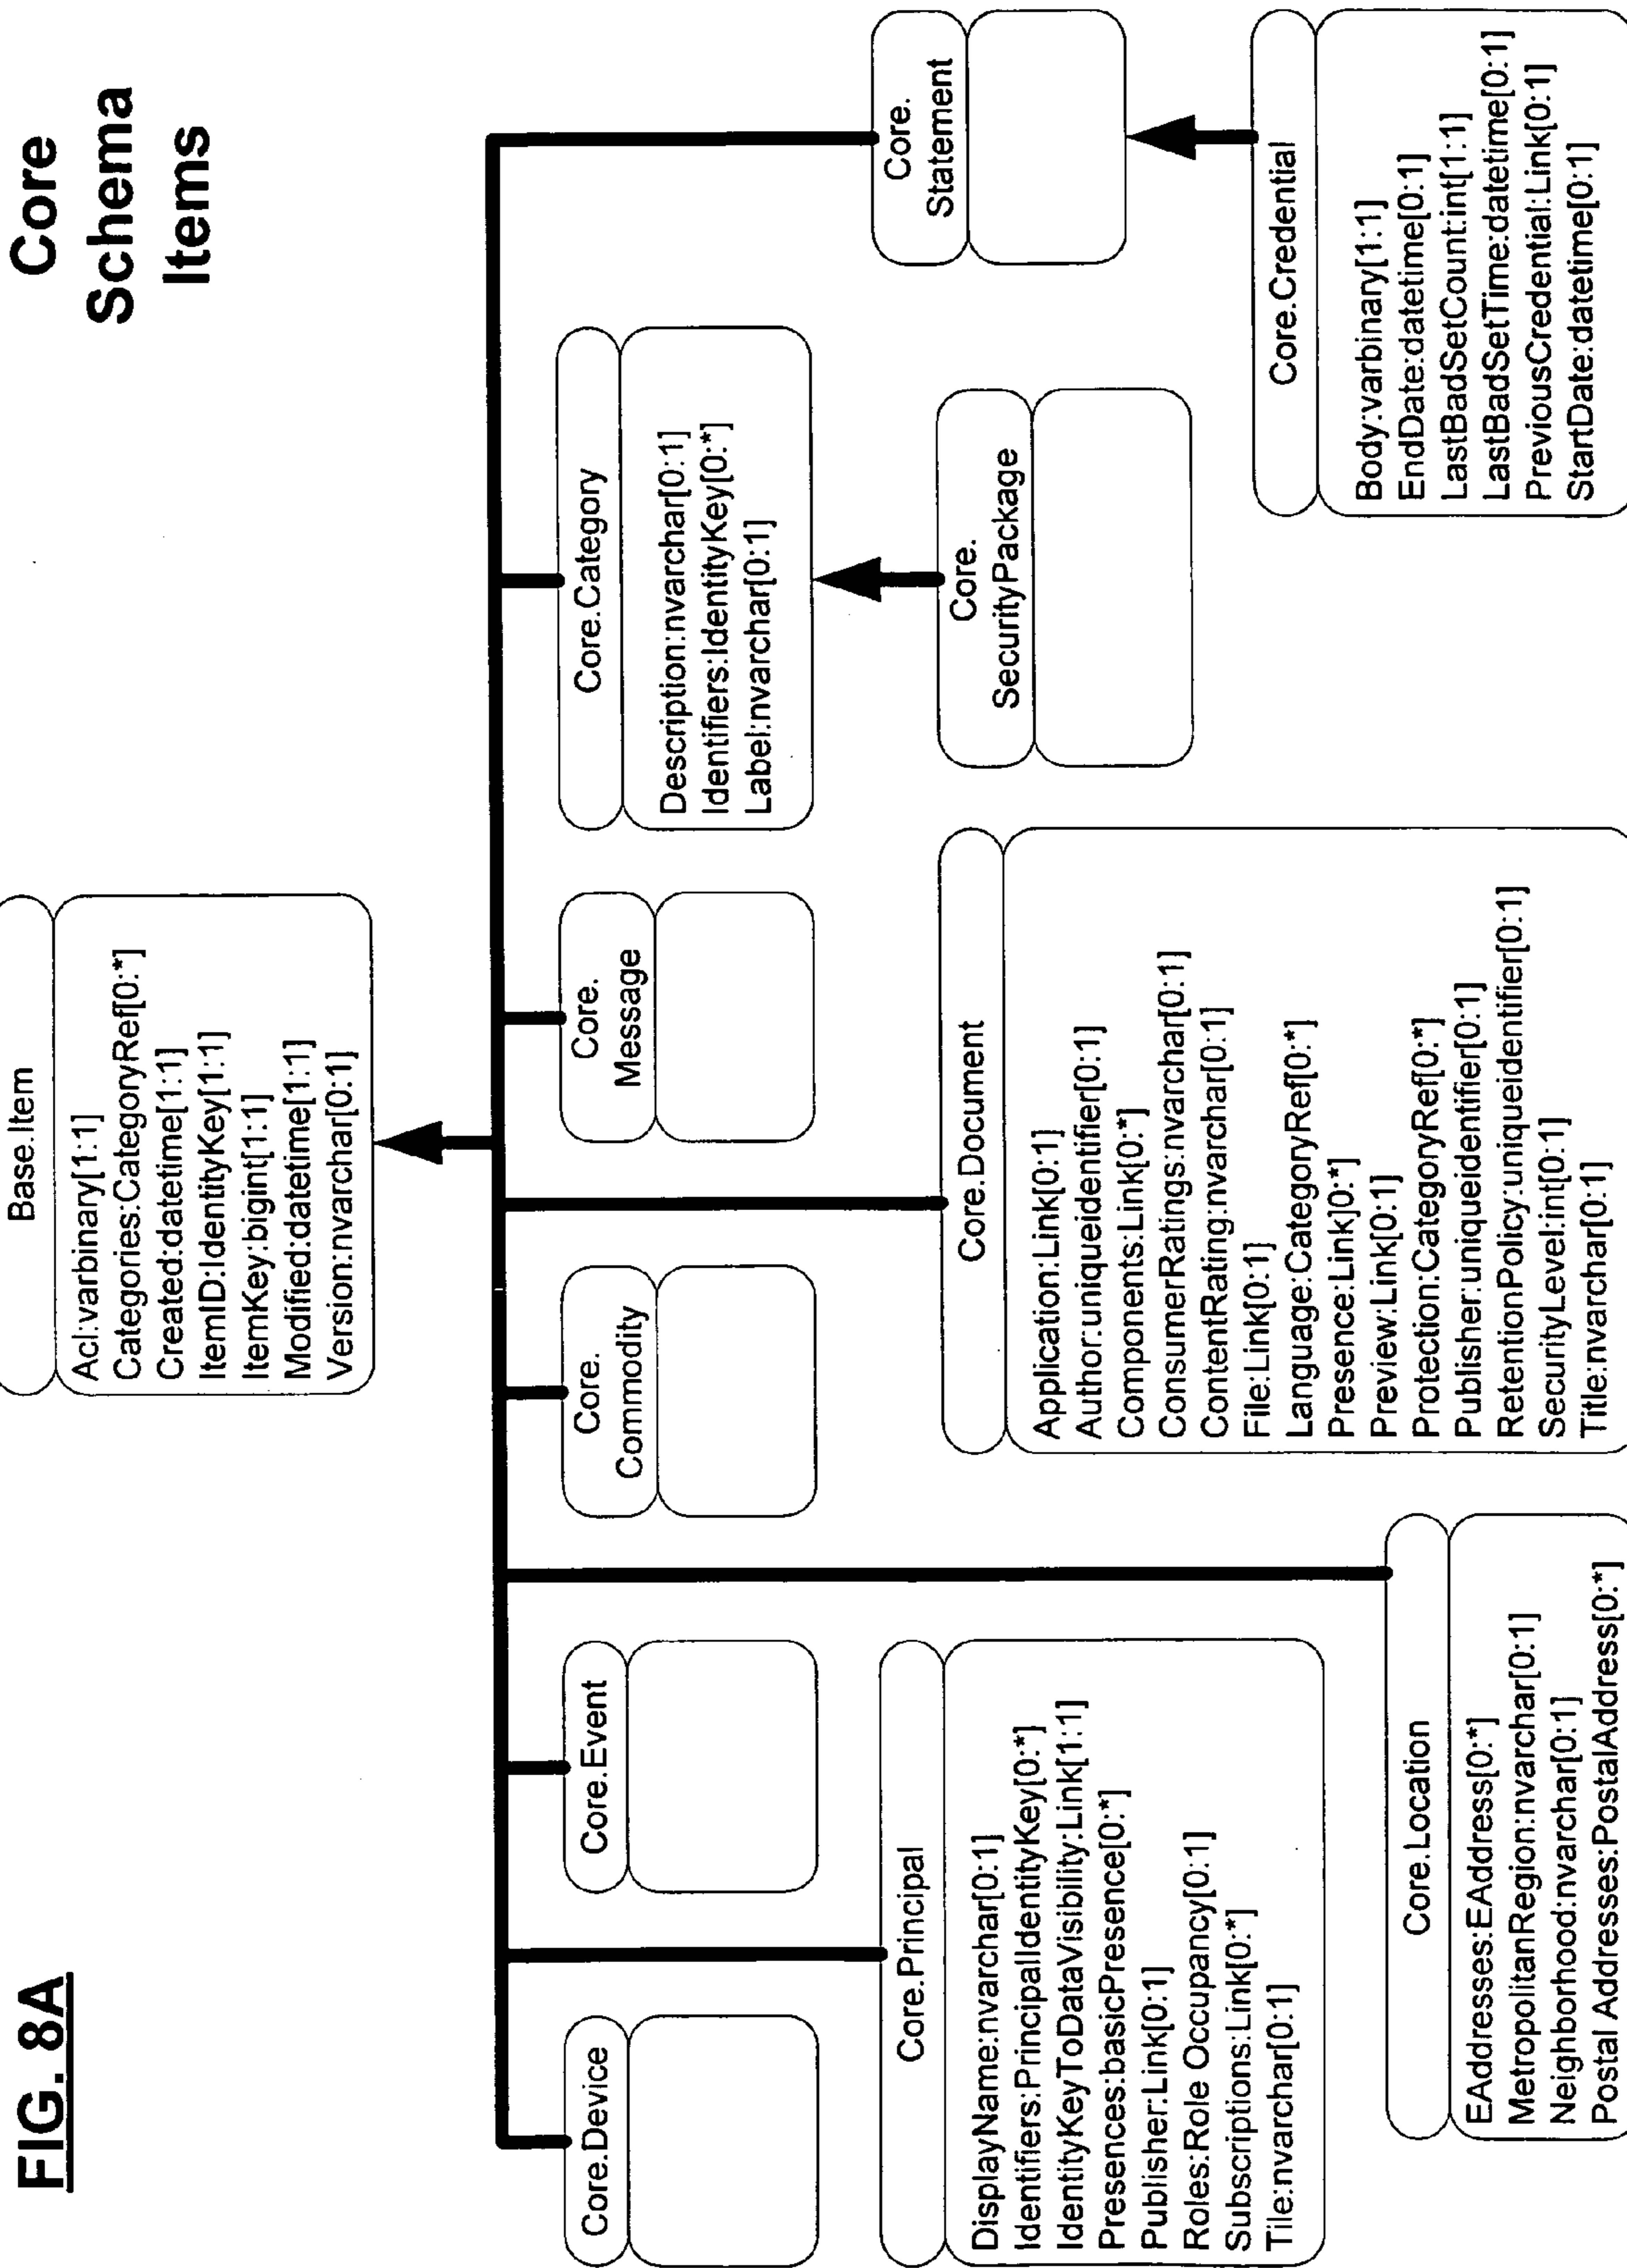 FIG. 8A
Core
Schema
Items
Base.Item
Acl:varbinary[1:1]
Categories:CategoryRef[0:*]
Created:datetime[1:1]
ItemID:IdentityKey[1:1]
ItemKey:bigint[1:1]
Modified:datetime[1:1]
Version:nvarchar[0:1]
Core.Device
Core.Event
Core.
Commodity
Core.
Message
Core.Category
Description:nvarchar[0:1]
Identifiers:IdentityKey[0:*]
Label:nvarchar[0:1]
Core.
Statement
Core.Principal
DisplayName:nvarchar[0:1]
Identifiers:PrincipalIdentityKey[0:*]
IdentityKeyToDataVisibility:Link[1:1]
Presences:basicPresence[0:*]
Publisher:Link[0:1]
Roles:Role Occupancy[0:1]
Subscriptions:Link[0:*]
Tile:nvarchar[0:1]
Core.Document
Application:Link[0:1]
Author:uniqueidentifier[0:1]
Components:Link[0:*]
ConsumerRatings:nvarchar[0:1]
ContentRating:nvarchar[0:1]
File:Link[0:1]
Language:CategoryRef[0:*]
Presence:Link]0:*]
Preview:Link[0:1]
Protection:CategoryRef[0:*]
Publisher:uniqueidentifier[0:1]
RetentionPolicy:uniqueidentifier[0:1]
SecurityLevel:int[0:1]
Title:nvarchar[0:1]
Core.
SecurityPackage
Core.Credential
Body:varbinary[1:1]
EndDate:datetime[0:1]
LastBadSetCount:int[1:1]
LastBadSetTime:datetime[0:1]
PreviousCredential:Link[0:1]
StartDate:datetime[0:1]
Core.Location
EAddresses:EAddress[0:*]
MetropolitanRegion:nvarchar[0:1]
Neighborhood:nvarchar[0:1]
Postal Addresses:PostalAddress[0:*]